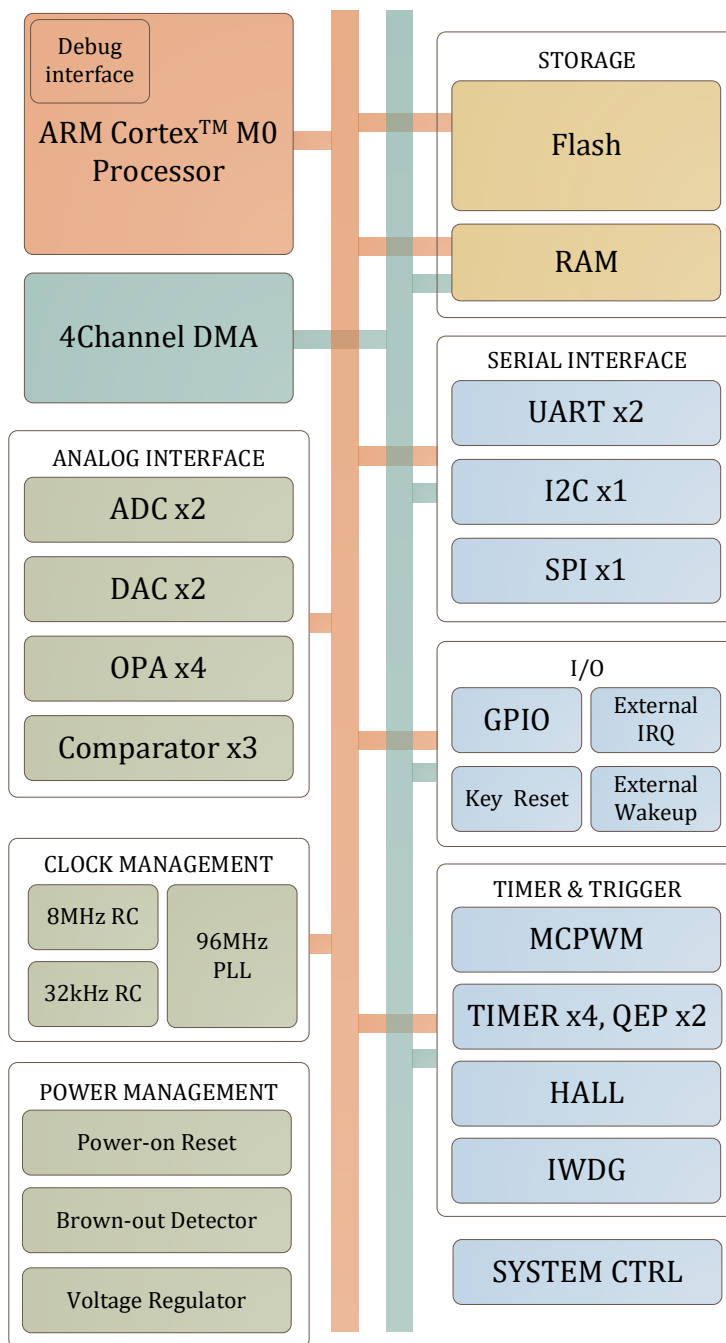 Debug
interface
ARM Cortex™ M0
Processor
4Channel DMA
ANALOG INTERFACE
ADC x2
DAC x2
OPA x4
Comparator x3
CLOCK MANAGEMENT
8MHz RC
32kHz RC
96MHz
PLL
POWER MANAGEMENT
Power-on Reset
Brown-out Detector
Voltage Regulator
STORAGE
Flash
RAM
SERIAL INTERFACE
UART x2
I2C x1
SPI x1
I/O
GPIO
External
IRQ
Key Reset
External
Wakeup
TIMER & TRIGGER
MCPWM
TIMER x4, QEP x2
HALL
IWDG
SYSTEM CTRL